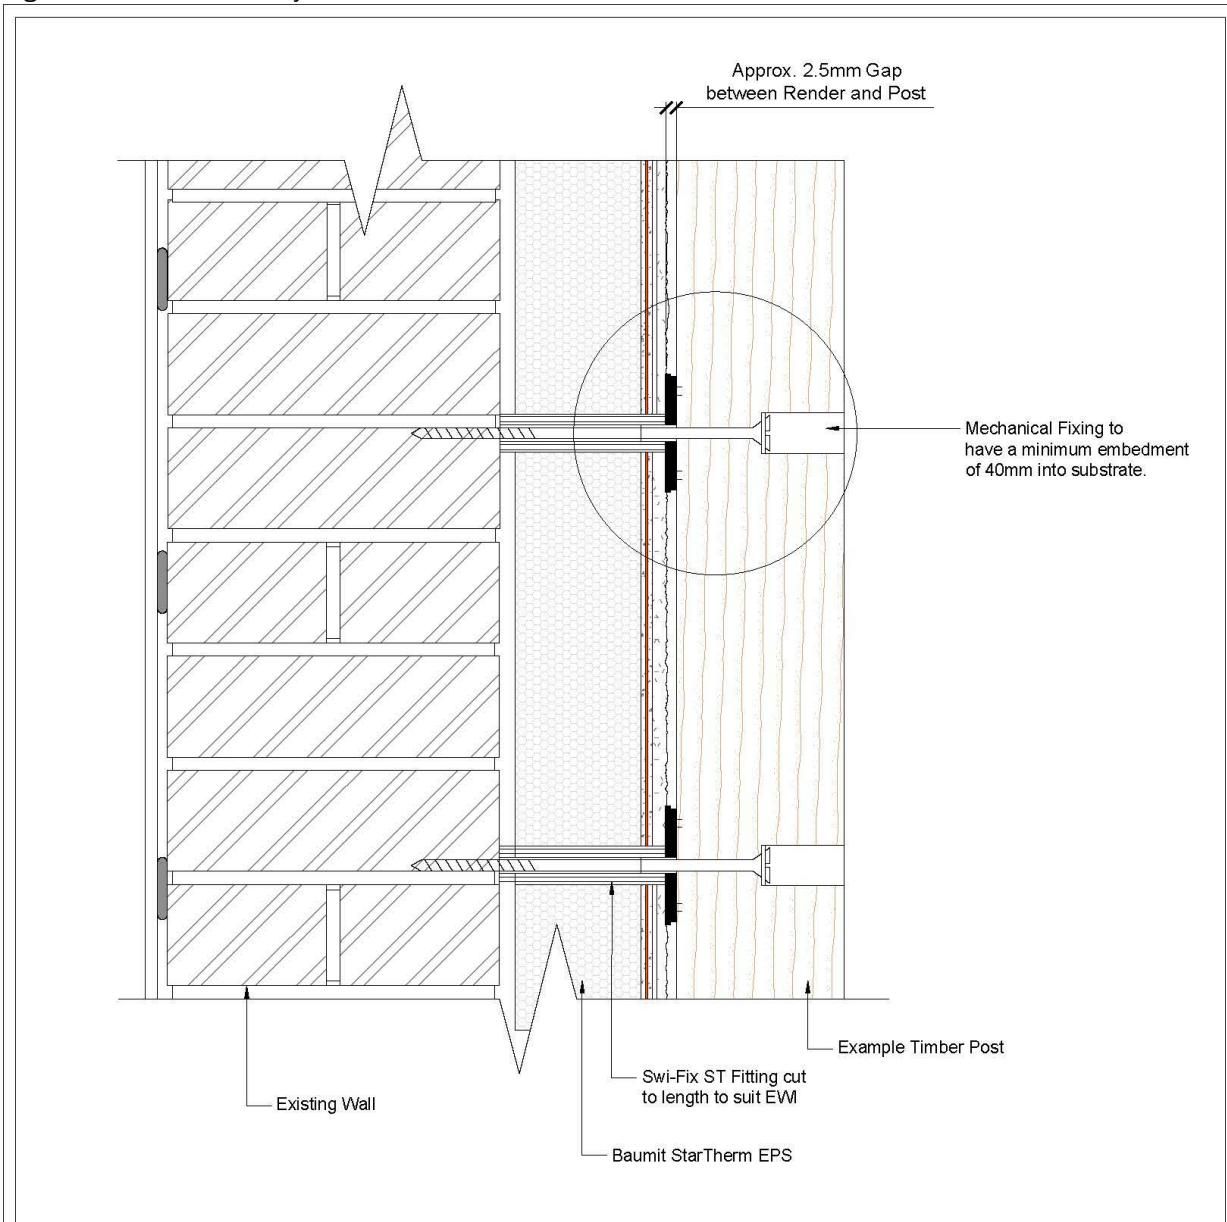 Approx. 2.5mm Gap
between Render and Post
Mechanical Fixing to
have a minimum embedment
of 40mm into substrate.
Example Timber Post
Swi-Fix ST Fitting cut
to length to suit EWI
Existing Wall
Baumit StarTherm EPS